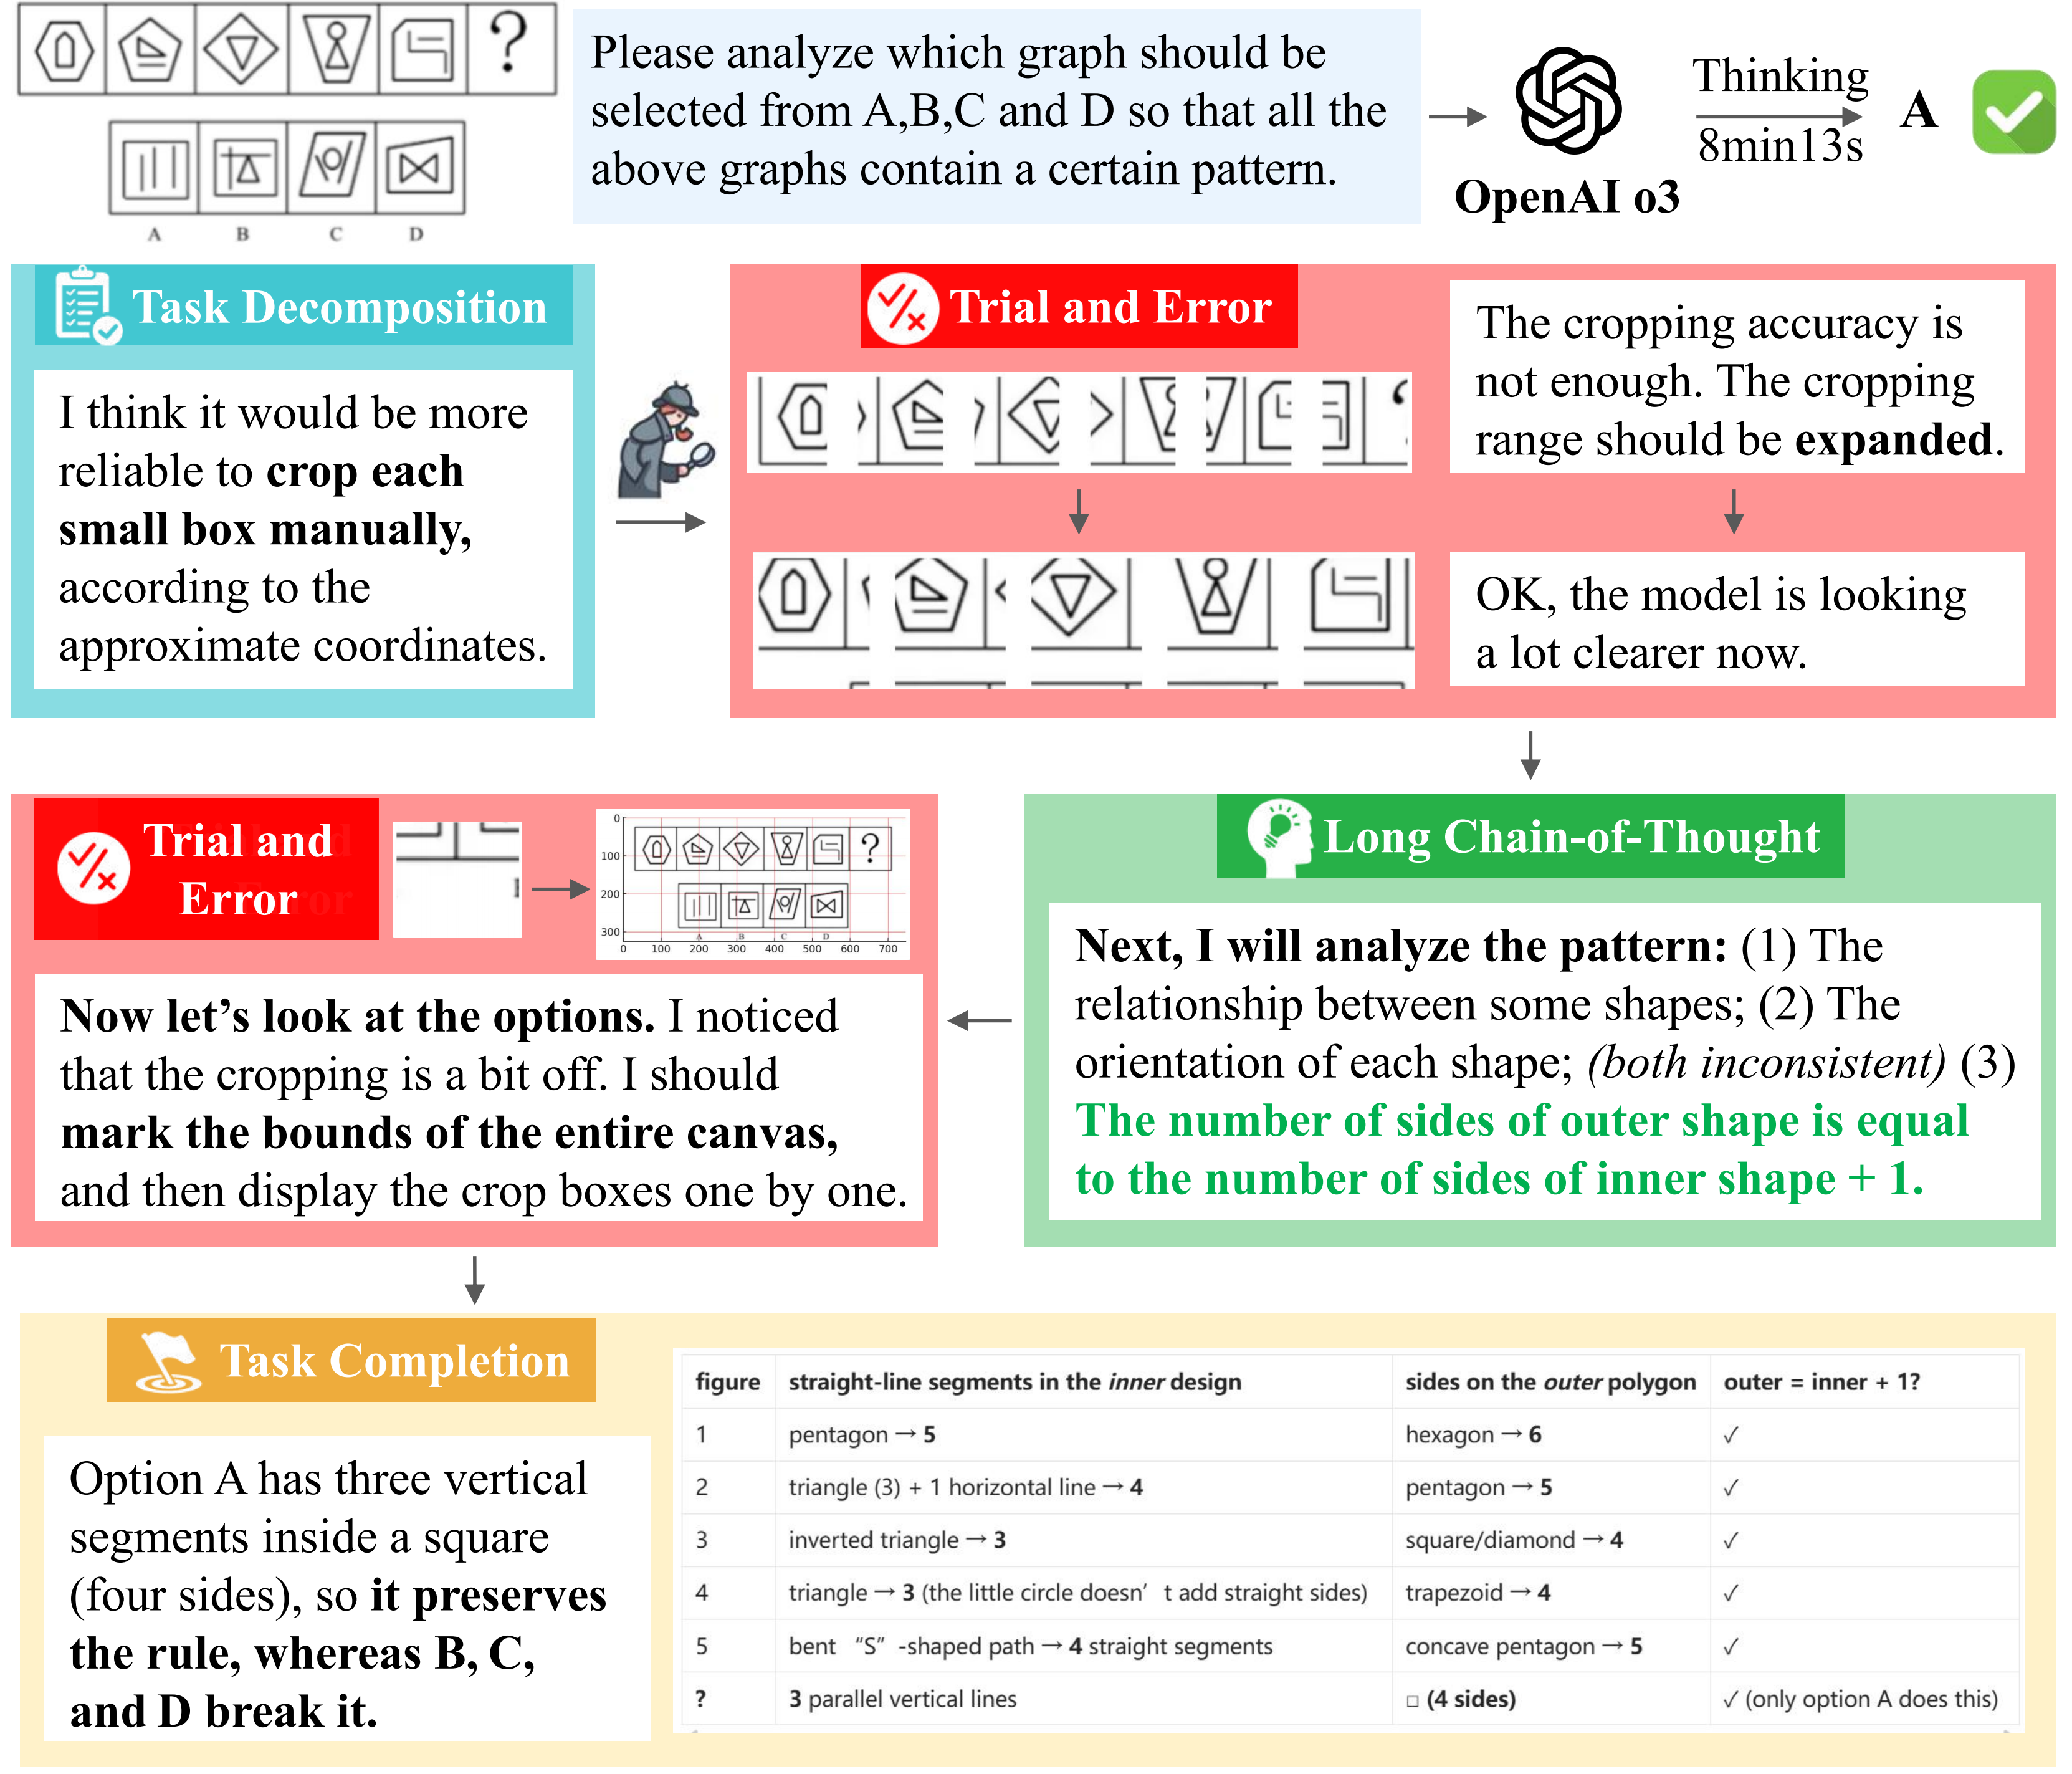 ?
A
B
C
D
Please analyze which graph should be
selected from A,B,C and D so that all the
above graphs contain a certain pattern.
OpenAI o3
Thinking
8min13s
A
Task Decomposition
I think it would be more
reliable to crop each
small box manually,
according to the
approximate coordinates.
Trial and Error
The cropping accuracy is
not enough. The cropping
range should be expanded.
OK, the model is looking
a lot clearer now.
Long Chain-of-Thought
Next, I will analyze the pattern: (1) The
relationship between some shapes; (2) The
orientation of each shape; (both inconsistent) (3)
The number of sides of outer shape is equal
to the number of sides of inner shape + 1.
Trial and
Error
0
100
200
300
?
A B C D
0 100 200 300 400 500 600 700
Now let's look at the options. I noticed
that the cropping is a bit off. I should
mark the bounds of the entire canvas,
and then display the crop boxes one by one.
Task Completion
Option A has three vertical
segments inside a square
(four sides), so it preserves
the rule, whereas B, C,
and D break it.
figure straight-line segments in the inner design sides on the outer polygon outer = inner + 1?
1 pentagon → 5 hexagon → 6 ✓
2 triangle (3) + 1 horizontal line → 4 pentagon → 5 ✓
3 inverted triangle → 3 square/diamond → 4 ✓
4 triangle → 3 (the little circle doesn't add straight sides) trapezoid → 4 ✓
5 bent “S”-shaped path → 4 straight segments concave pentagon → 5 ✓
? 3 parallel vertical lines □ (4 sides) ✓ (only option A does this)